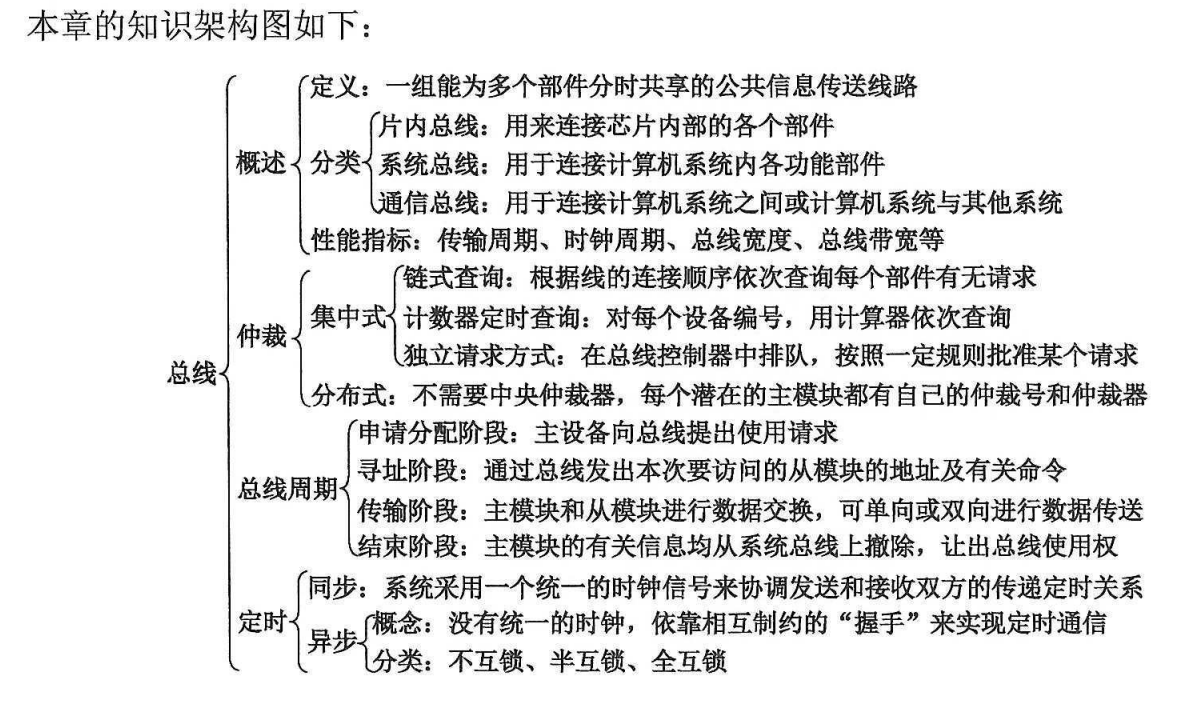 本章的知识架构图如下：
定义：一组能为多个部件分时共享的公共信息传送线路
片内总线：用来连接芯片内部的各个部件
概述
分类
系统总线：用于连接计算机系统内各功能部件
通信总线：用于连接计算机系统之间或计算机系统与其他系统
性能指标：传输周期、时钟周期、总线宽度、总线带宽等
链式查询：根据线的连接顺序依次查询每个部件有无请求
集中式
计数器定时查询：对每个设备编号，用计算器依次查询
仲裁
独立请求方式：在总线控制器中排队，按照一定规则批准某个请求
总线
分布式：不需要中央仲裁器，每个潜在的主模块都有自己的仲裁号和仲裁器
申请分配阶段：主设备向总线提出使用请求
寻址阶段：通过总线发出本次要访问的从模块的地址及有关命令
总线周期
传输阶段：主模块和从模块进行数据交换，可单向或双向进行数据传送
结束阶段：主模块的有关信息均从系统总线上撤除，让出总线使用权
同步：系统采用一个统一的时钟信号来协调发送和接收双方的传递定时关系
定时
概念：没有统一的时钟，依靠相互制约的“握手”来实现定时通信
异步
分类：不互锁、半互锁、全互锁